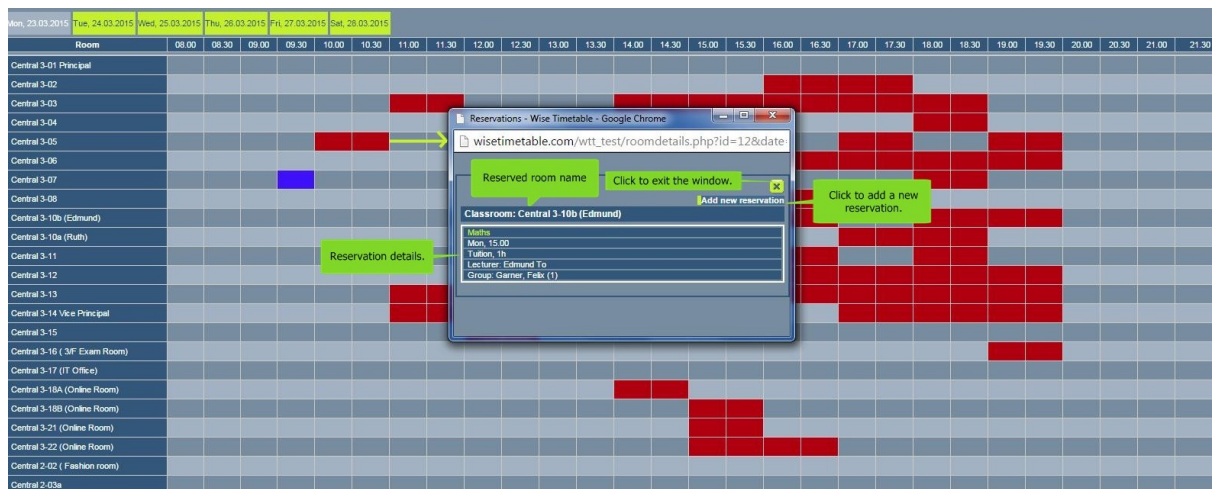 Mon, 23.03.2015 Tue, 24.03.2015 Wed, 25.03.2015 Thu, 26.03.2015 Fri, 27.03.2015 Sat, 28.03.2015
Room 08.00 08.30 09.00 09.30 10.00 10.30 11.00 11.30 12.00 12.30 13.00 13.30 14.00 14.30 15.00 15.30 16.00 16.30 17.00 17.30 18.00 18.30 19.00 19.30 20.00 20.30 21.00 21.30
Central 3-01 Principal
Central 3-02
Central 3-03
Central 3-04
Central 3-05
Central 3-06
Central 3-07
Central 3-08
Central 3-10b (Edmund)
Central 3-10a (Ruth)
Central 3-11
Central 3-12
Central 3-13
Central 3-14 Vice Principal
Central 3-15
Central 3-16 ( 3/F Exam Room)
Central 3-17 (IT Office)
Central 3-18A (Online Room)
Central 3-18B (Online Room)
Central 3-21 (Online Room)
Central 3-22 (Online Room)
Central 2-02 ( Fashion room)
Central 2-03a
Reservations - Wise Timetable - Google Chrome
wisetimetable.com/wtt_test/roomdetails.php?id=12&date
Reserved room name
Click to exit the window.
x
Add new reservation
Click to add a new
reservation.
Classroom: Central 3-10b (Edmund)
Maths
Mon, 15.00
Tuition, 1h
Lecturer: Edmund To
Group: Garner, Felix (1)
Reservation details.